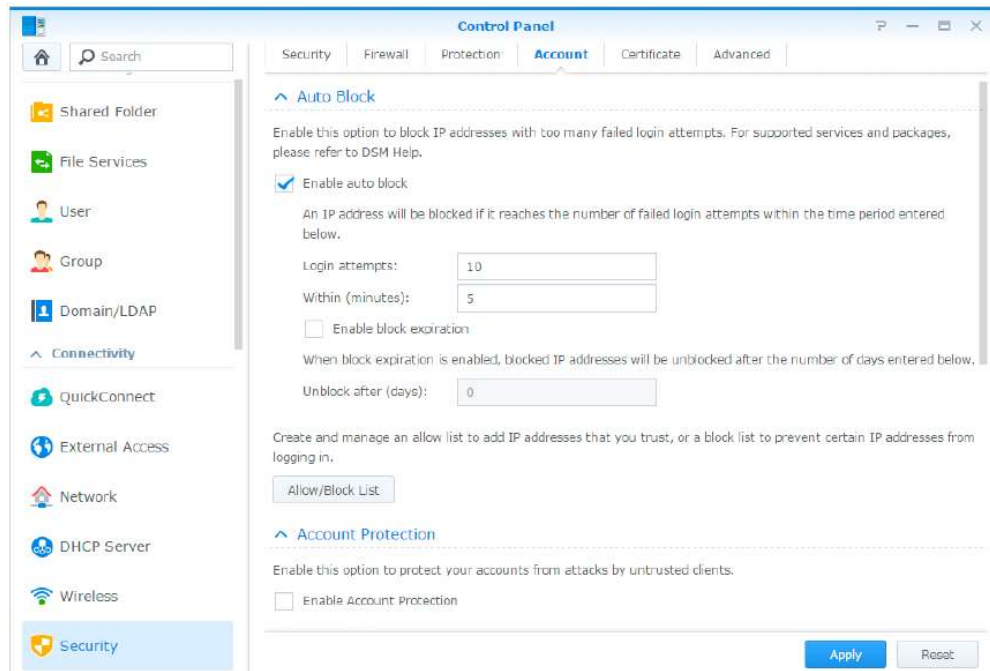 Control Panel
Search
Shared Folder
File Services
User
Group
Domain/LDAP
Connectivity
QuickConnect
External Access
Network
DHCP Server
Wireless
Security
Security
Firewall
Protection
Account
Certificate
Advanced
Auto Block
Enable this option to block IP addresses with too many failed login attempts. For supported services and packages,
please refer to DSM Help.
Enable auto block
An IP address will be blocked if it reaches the number of failed login attempts within the time period entered
below.
Login attempts:
10
Within (minutes):
5
Enable block expiration
When block expiration is enabled, blocked IP addresses will be unblocked after the number of days entered below.
Unblock after (days):
0
Create and manage an allow list to add IP addresses that you trust, or a block list to prevent certain IP addresses from
logging in.
Allow/Block List
Account Protection
Enable this option to protect your accounts from attacks by untrusted clients.
Enable Account Protection
Apply
Reset